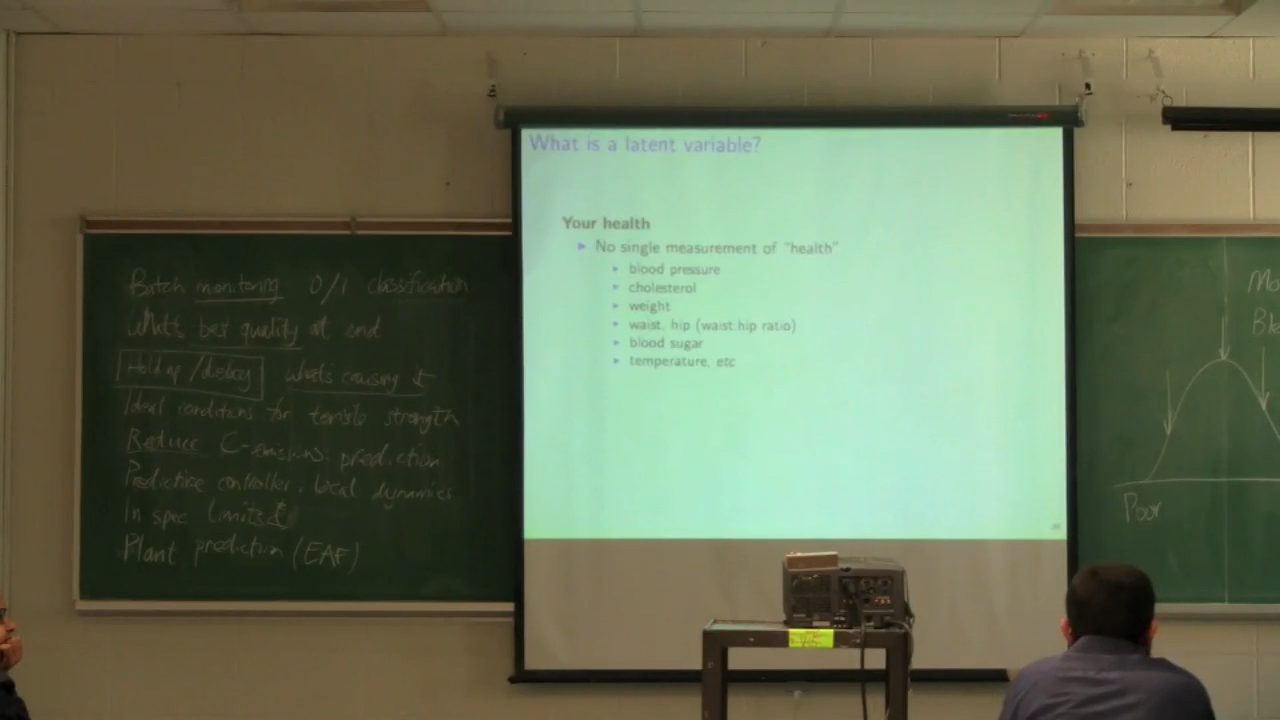 Batch monitoring 0/1 classification
What's quality at end
Holdup/ what's causing it
Ideal conditions for tensile strength
Reduce C-emissions: prediction
Predictive controller, local dynamics
In spec limits
Plant prediction (EAF)
What is a latent variable?
Your health
No single measurement of "health"
blood pressure
cholesterol
weight
waist, hip (waist:hip ratio)
blood sugar
temperature, etc
Poor